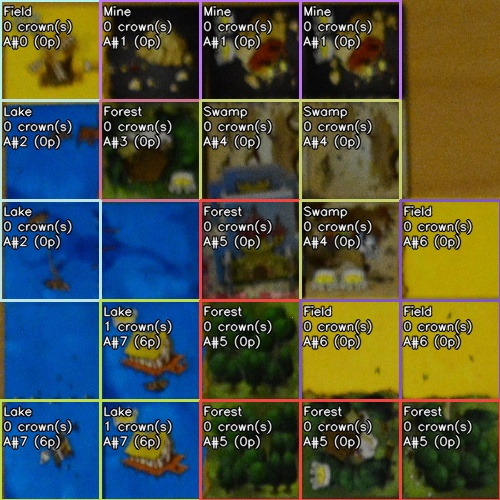 Field
0 crown(s)
A#0 (0p)
Mine
0 crown(s)
A#1 (0p)
Mine
0 crown(s)
A#1 (0p)
Mine
0 crown(s)
A#1 (0p)
Lake
0 crown(s)
A#2 (0p)
Forest
0 crown(s)
A#3 (0p)
Swamp
0 crown(s)
A#4 (0p)
Swamp
0 crown(s)
A#4 (0p)
Lake
0 crown(s)
A#2 (0p)
Forest
0 crown(s)
A#5 (0p)
Swamp
0 crown(s)
A#4 (0p)
Field
0 crown(s)
A#6 (0p)
Lake
1 crown(s)
A#7 (6p)
Forest
0 crown(s)
A#5 (0p)
Field
0 crown(s)
A#6 (0p)
Field
0 crown(s)
A#6 (0p)
Lake
0 crown(s)
A#7 (6p)
Lake
1 crown(s)
A#7 (6p)
Forest
0 crown(s)
A#5 (0p)
Forest
0 crown(s)
A#5 (0p)
Forest
0 crown(s)
A#5 (0p)